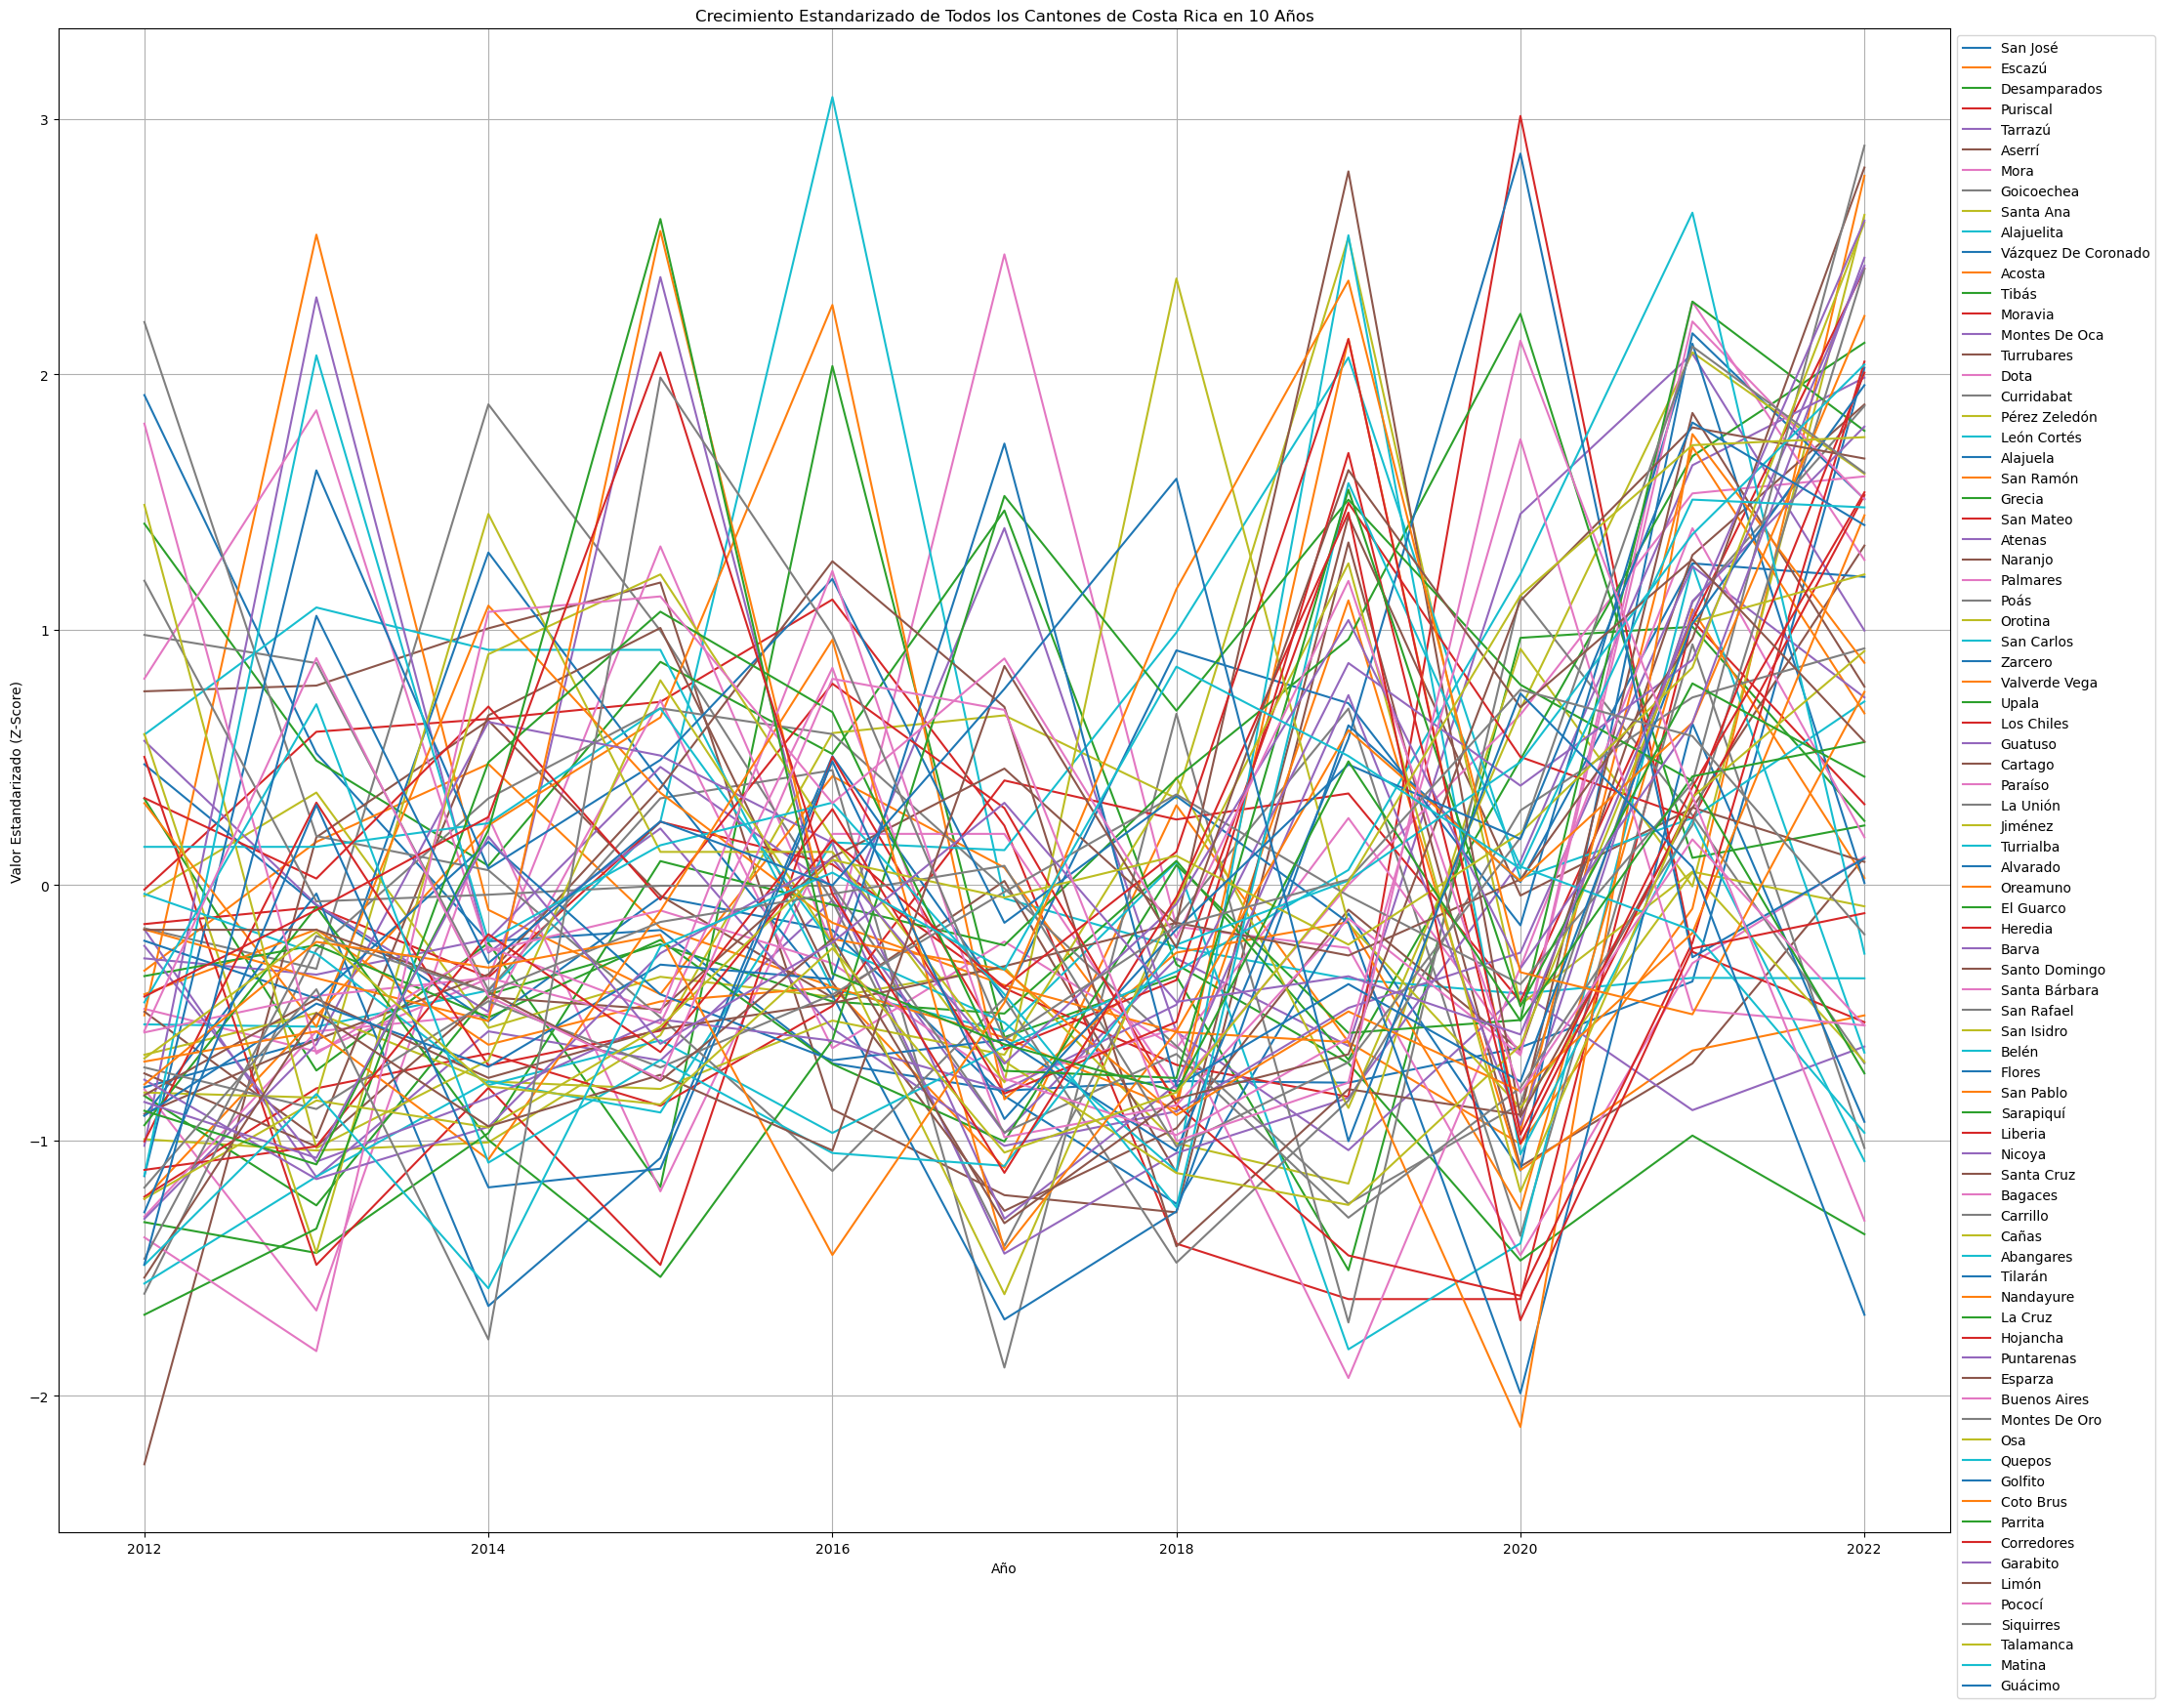 Crecimiento Estandarizado de Todos los Cantones de Costa Rica en 10 Años
Valor Estandarizado (Z-Score)
3
2
1
0
−1
−2
2012
2014
2016
2018
2020
2022
Año
San José
Escazú
Desamparados
Puriscal
Tarrazú
Aserrí
Mora
Goicoechea
Santa Ana
Alajuelita
Vázquez De Coronado
Acosta
Tibás
Moravia
Montes De Oca
Turrubares
Dota
Curridabat
Pérez Zeledón
León Cortés
Alajuela
San Ramón
Grecia
San Mateo
Atenas
Naranjo
Palmares
Poás
Orotina
San Carlos
Zarcero
Valverde Vega
Upala
Los Chiles
Guatuso
Cartago
Paraíso
La Unión
Jiménez
Turrialba
Alvarado
Oreamuno
El Guarco
Heredia
Barva
Santo Domingo
Santa Bárbara
San Rafael
San Isidro
Belén
Flores
San Pablo
Sarapiquí
Liberia
Nicoya
Santa Cruz
Bagaces
Carrillo
Cañas
Abangares
Tilarán
Nandayure
La Cruz
Hojancha
Puntarenas
Esparza
Buenos Aires
Montes De Oro
Osa
Quepos
Golfito
Coto Brus
Parrita
Corredores
Garabito
Limón
Pococí
Siquirres
Talamanca
Matina
Guácimo